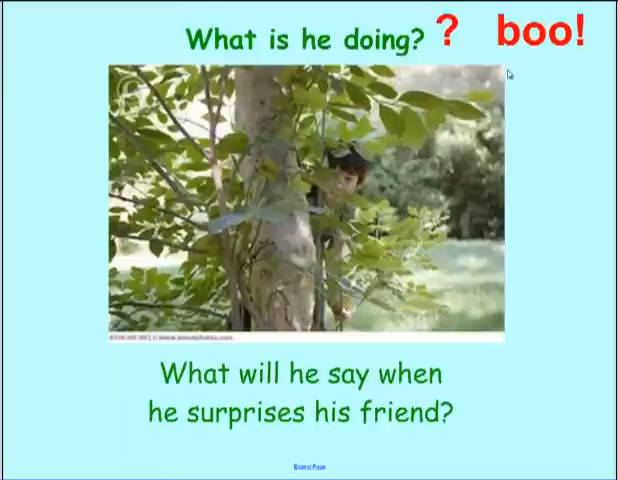 What is he doing? ? boo!
What will he say when
he surprises his friend?